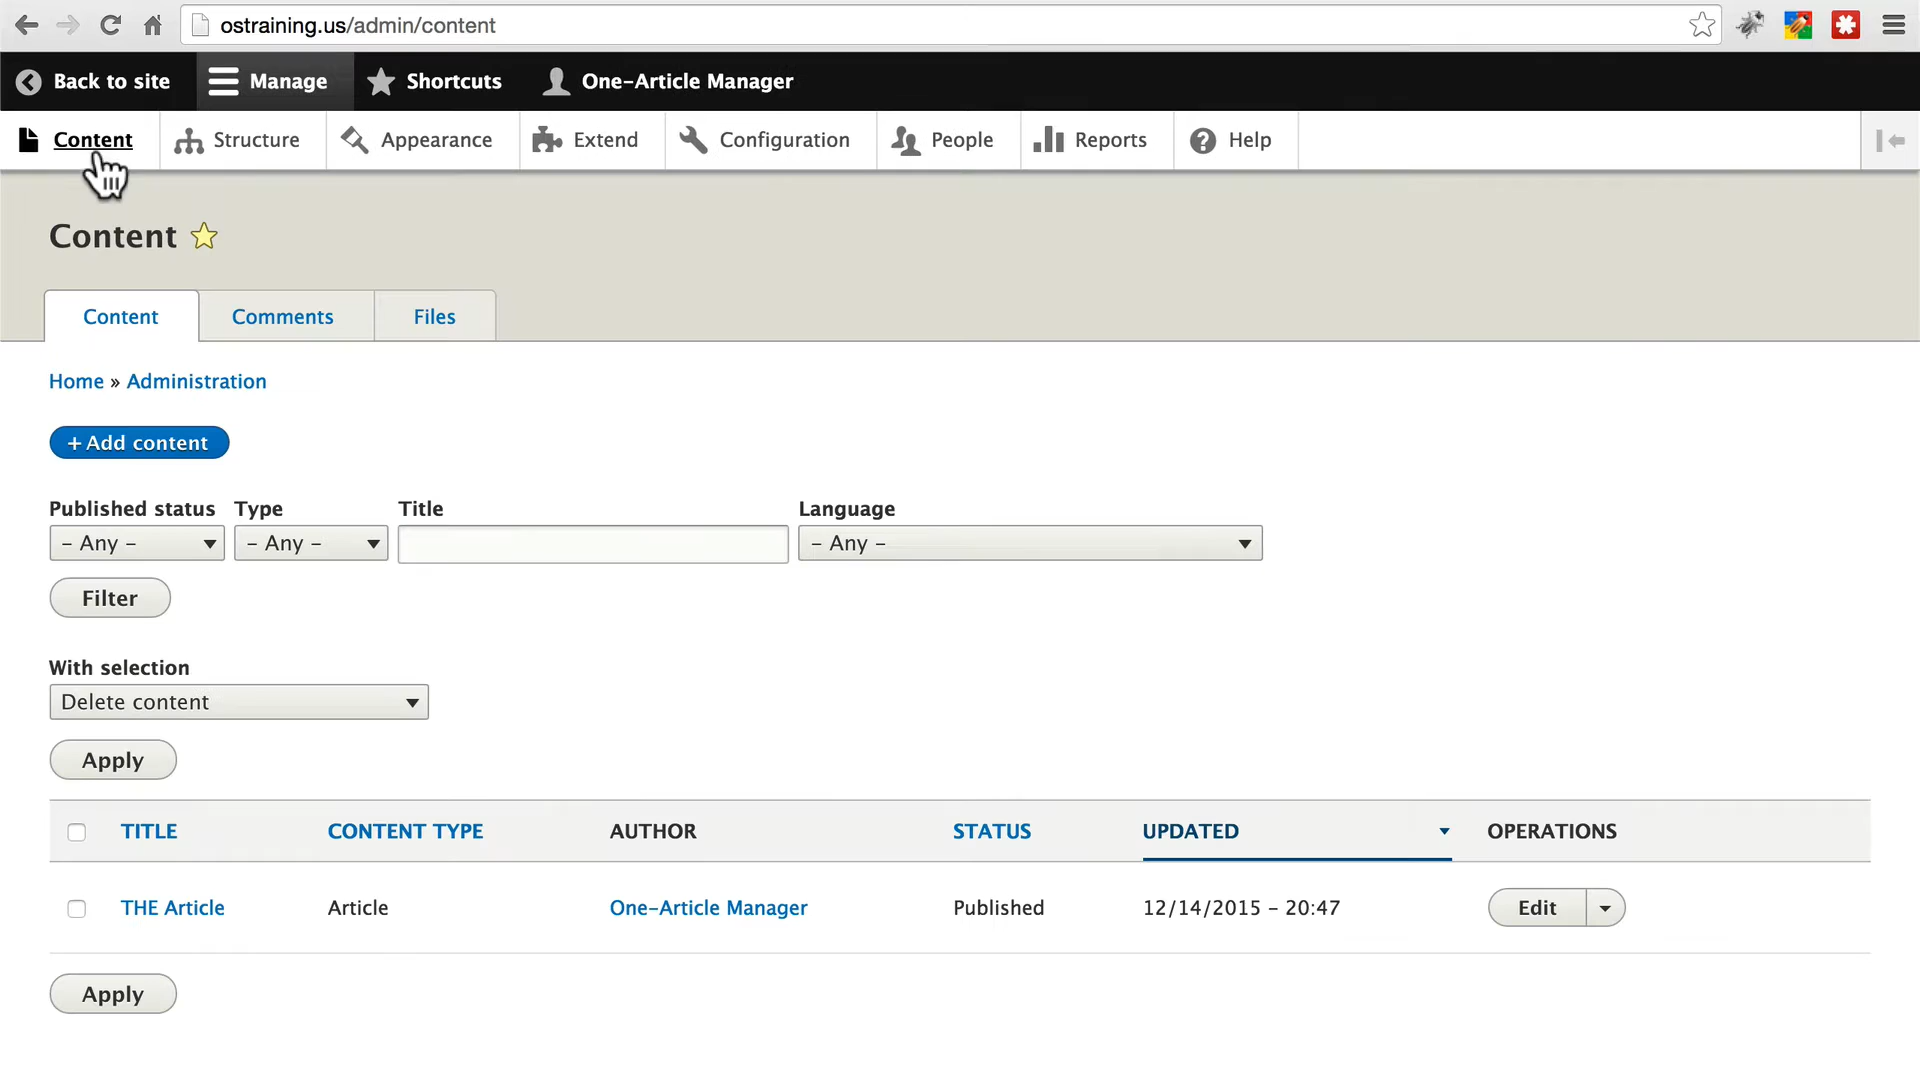 ostraining.us/admin/content
Back to site Manage Shortcuts One-Article Manager
Content Structure Appearance Extend Configuration People Reports Help
Content
Content Comments Files
Home » Administration
+ Add content
Published status Type Title Language
- Any - - Any - - Any -
Filter
With selection
Delete content
Apply
TITLE CONTENT TYPE AUTHOR STATUS UPDATED OPERATIONS
THE Article Article One-Article Manager Published 12/14/2015 - 20:47 Edit
Apply